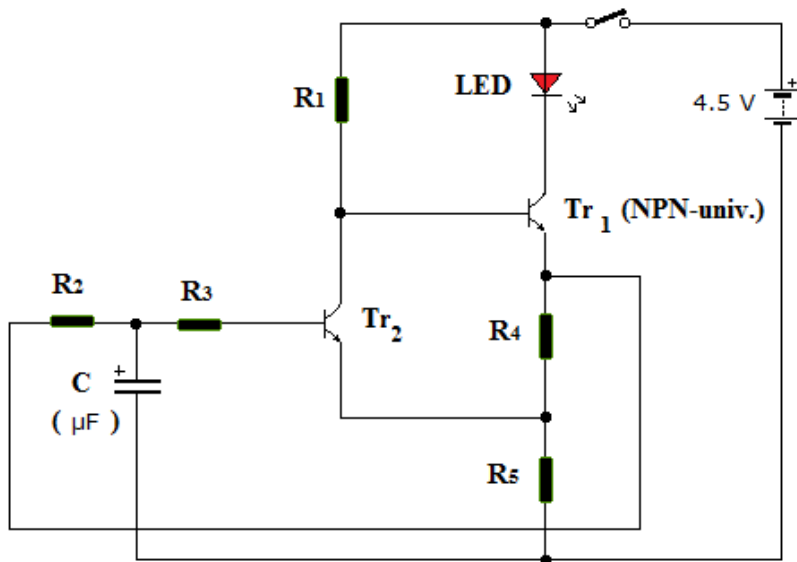 R1
LED
+
4.5 V
Tr 1 (NPN-univ.)
R2
R3
Tr2
R4
+
C
( µF )
R5